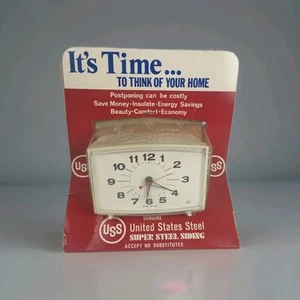 It's Time...
TO THINK OF YOUR HOME
Postponing can be costly
Save Money-Insulate-Energy Savings
Beauty-Comfort-Economy
12
1
2
3
4
5
6
7
8
9
10
11
USS
USS
GENUINE
USS
United States Steel
SUPER STEEL SIDING
ACCEPT NO SUBSTITUTES